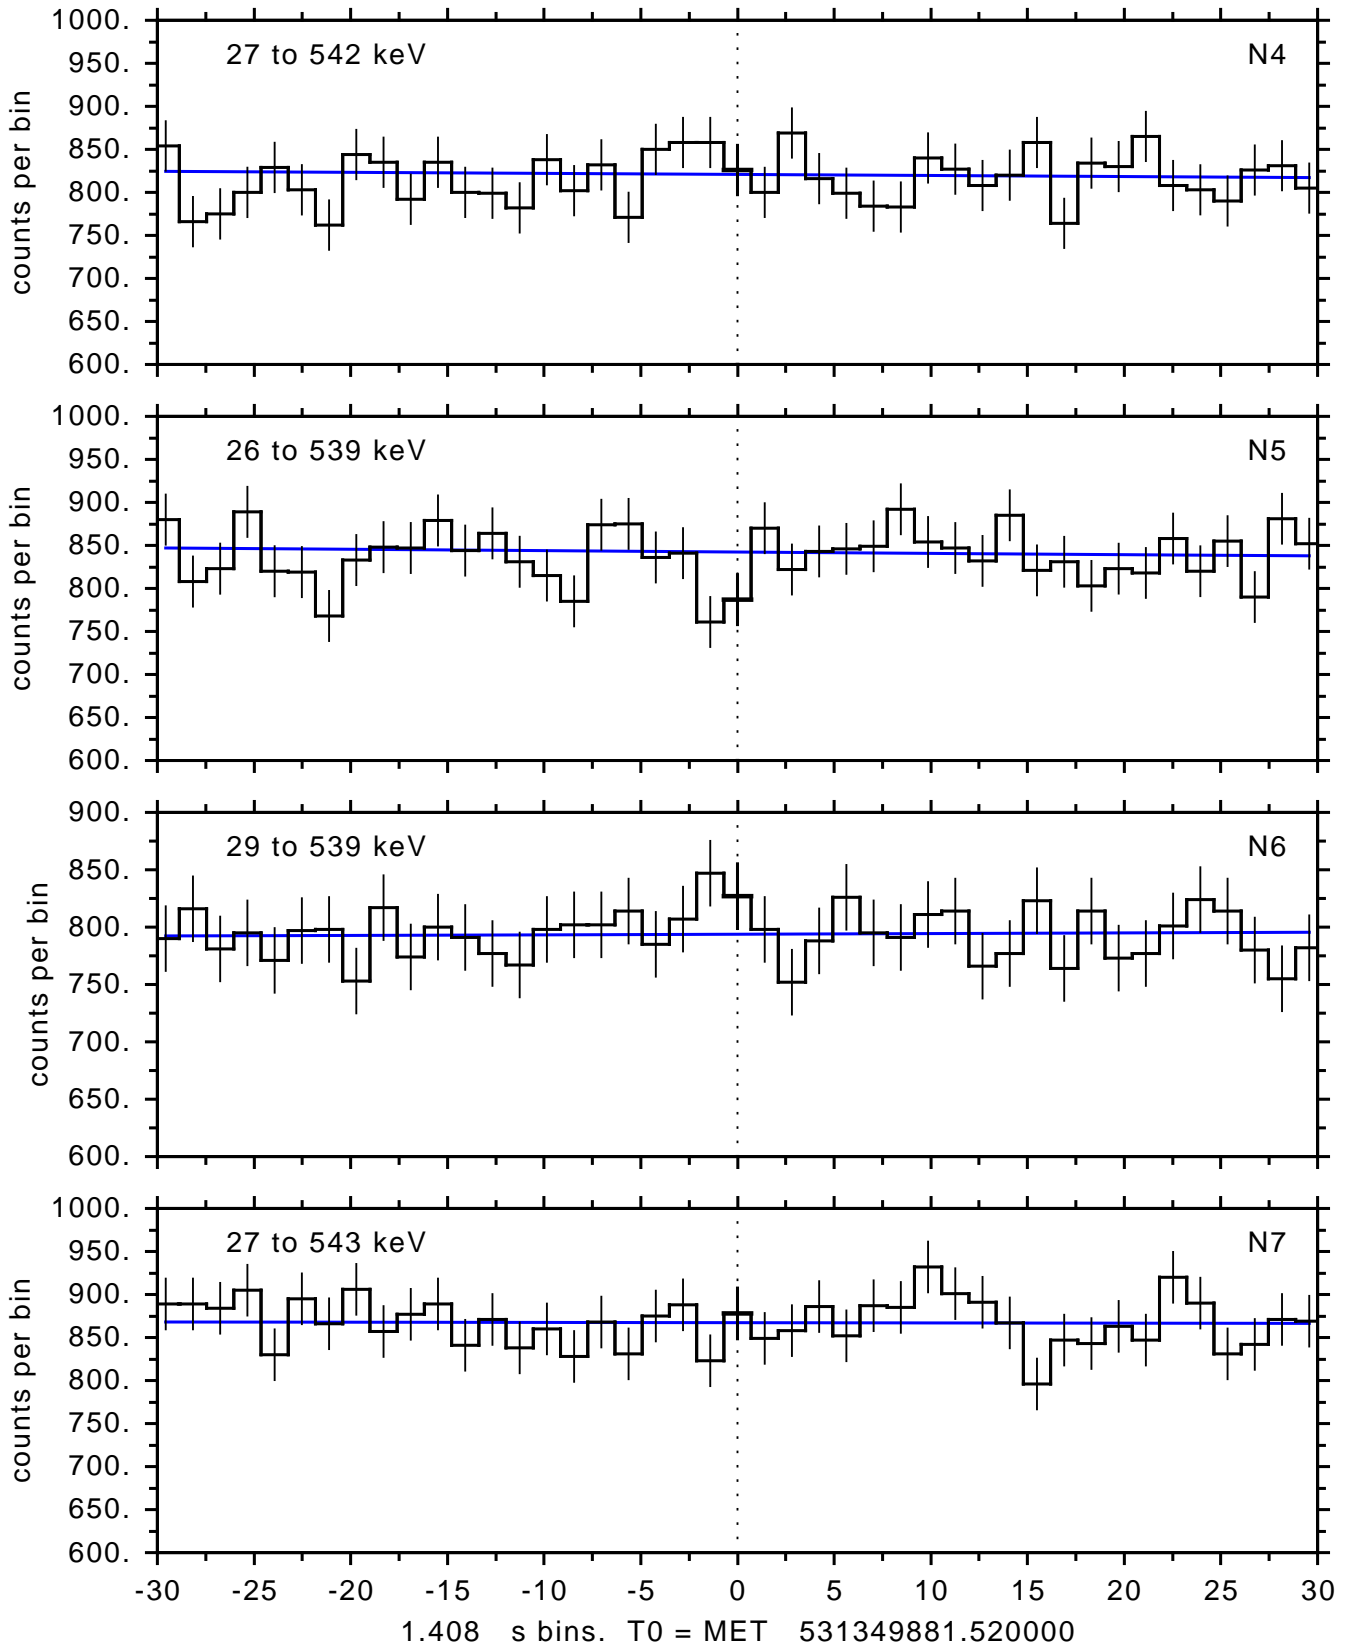 1000.
950.
900.
850.
800.
750.
700.
650.
600.
counts per bin
27 to 542 keV
N4
1000.
950.
900.
850.
800.
750.
700.
650.
600.
counts per bin
26 to 539 keV
N5
900.
850.
800.
750.
700.
650.
600.
counts per bin
29 to 539 keV
N6
1000.
950.
900.
850.
800.
750.
700.
650.
600.
counts per bin
27 to 543 keV
N7
-30 -25 -20 -15 -10 -5 0 5 10 15 20 25 30
1.408 s bins. T0 = MET 531349881.520000